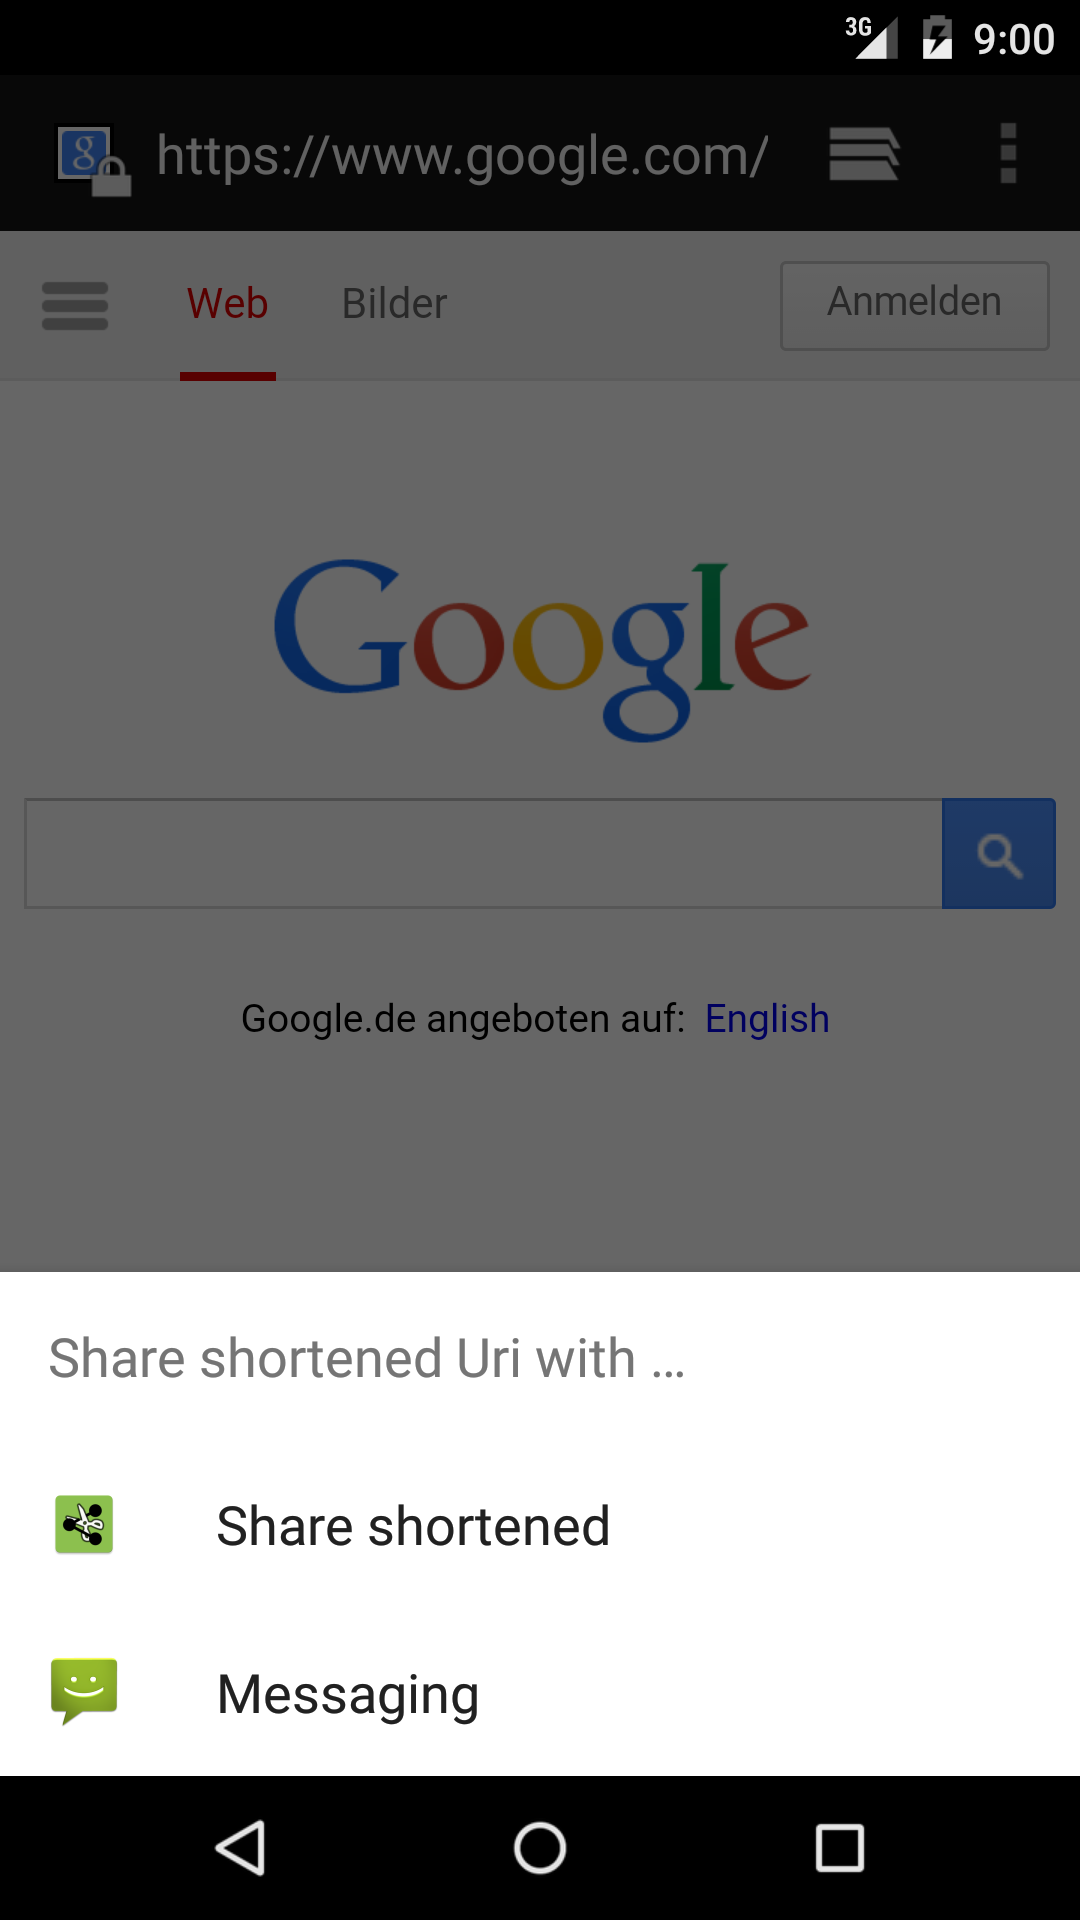 3G 9:00
g https://www.google.com/
Web Bilder Anmelden
Google
Google.de angeboten auf: English
Share shortened Uri with …
Share shortened
Messaging